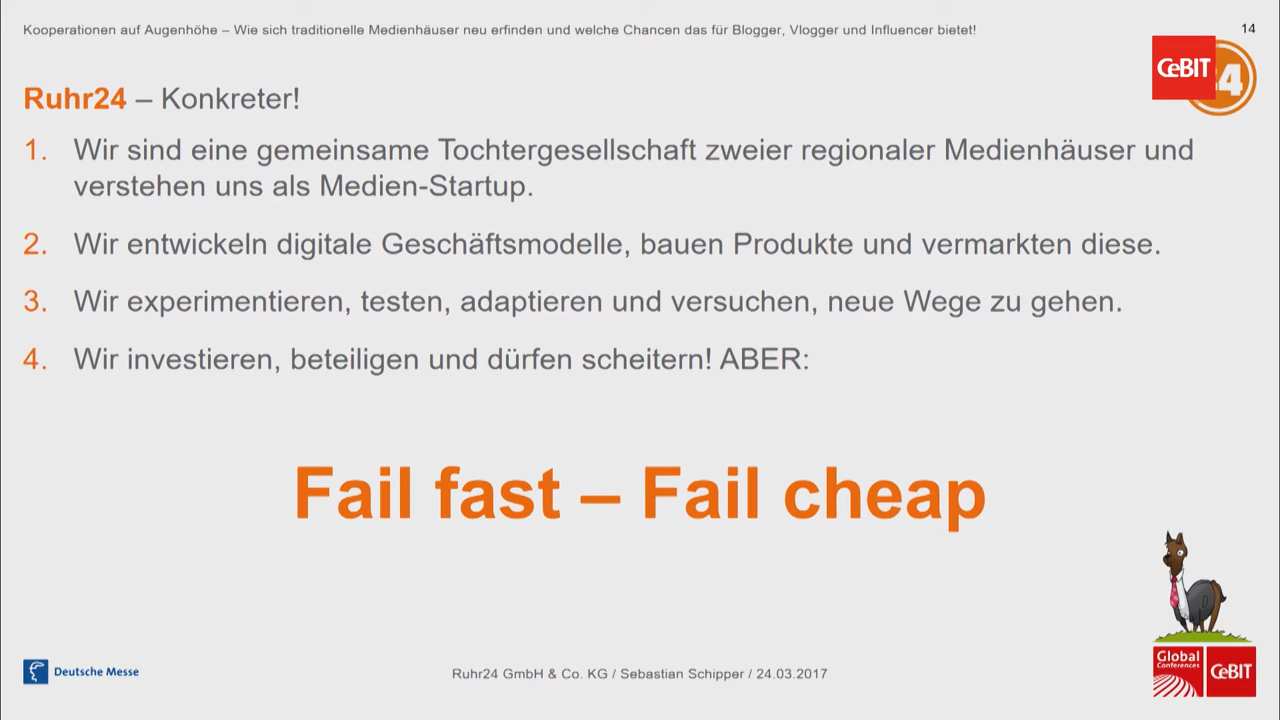 Kooperationen auf Augenhöhe – Wie sich traditionelle Medienhäuser neu erfinden und welche Chancen das für Blogger, Vlogger und Influencer bietet!
14
CeBIT
4
Ruhr24 – Konkreter!
1. Wir sind eine gemeinsame Tochtergesellschaft zweier regionaler Medienhäuser und
verstehen uns als Medien-Startup.
2. Wir entwickeln digitale Geschäftsmodelle, bauen Produkte und vermarkten diese.
3. Wir experimentieren, testen, adaptieren und versuchen, neue Wege zu gehen.
4. Wir investieren, beteiligen und dürfen scheitern! ABER:
Fail fast – Fail cheap
Deutsche Messe
Ruhr24 GmbH & Co. KG / Sebastian Schipper / 24.03.2017
Global
Conferences
CeBIT